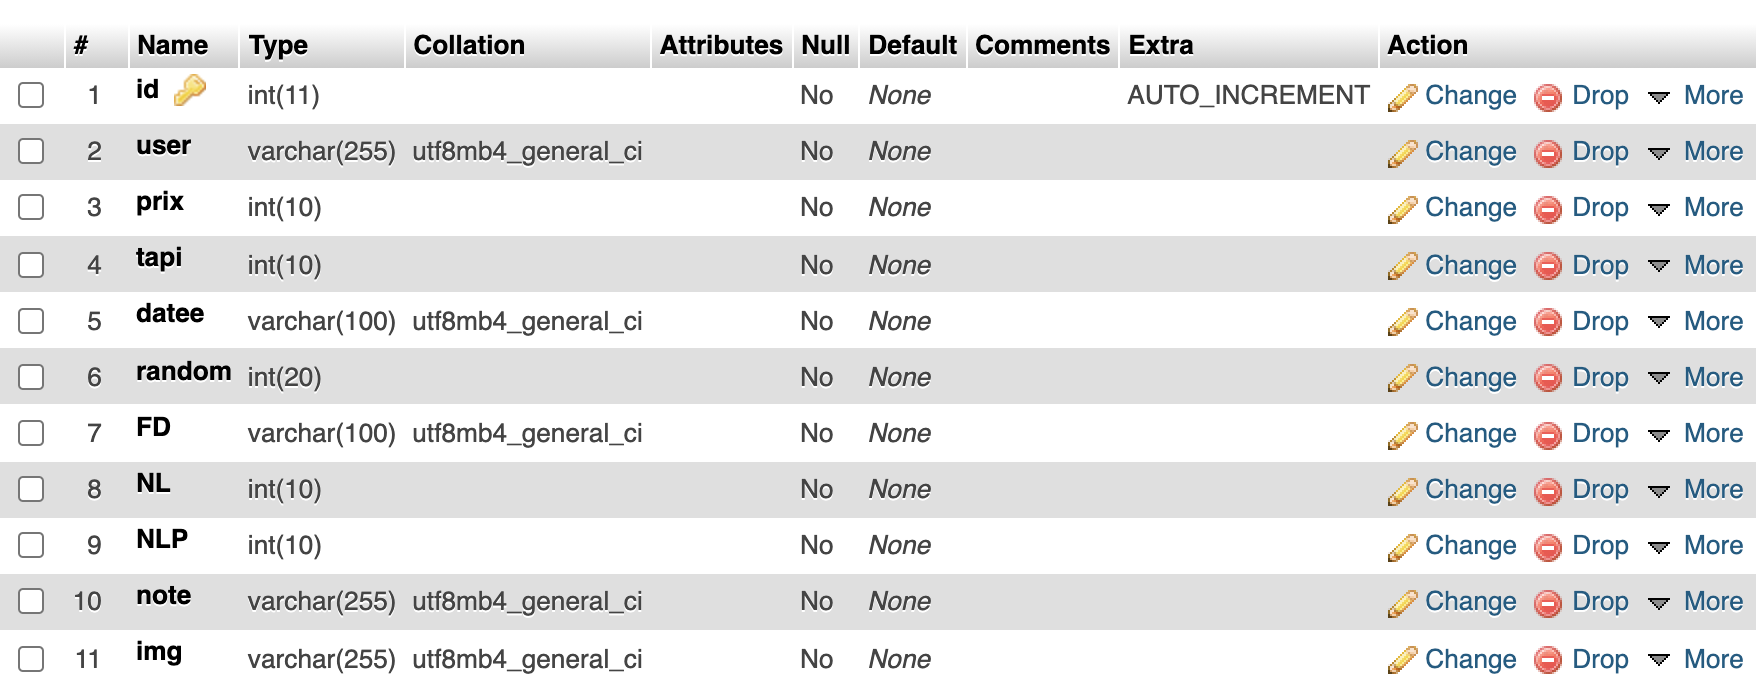 # Name Type Collation Attributes Null Default Comments Extra Action
1 id int(11) No None AUTO_INCREMENT Change Drop More
2 user varchar(255) utf8mb4_general_ci No None Change Drop More
3 prix int(10) No None Change Drop More
4 tapi int(10) No None Change Drop More
5 datee varchar(100) utf8mb4_general_ci No None Change Drop More
6 random int(20) No None Change Drop More
7 FD varchar(100) utf8mb4_general_ci No None Change Drop More
8 NL int(10) No None Change Drop More
9 NLP int(10) No None Change Drop More
10 note varchar(255) utf8mb4_general_ci No None Change Drop More
11 img varchar(255) utf8mb4_general_ci No None Change Drop More